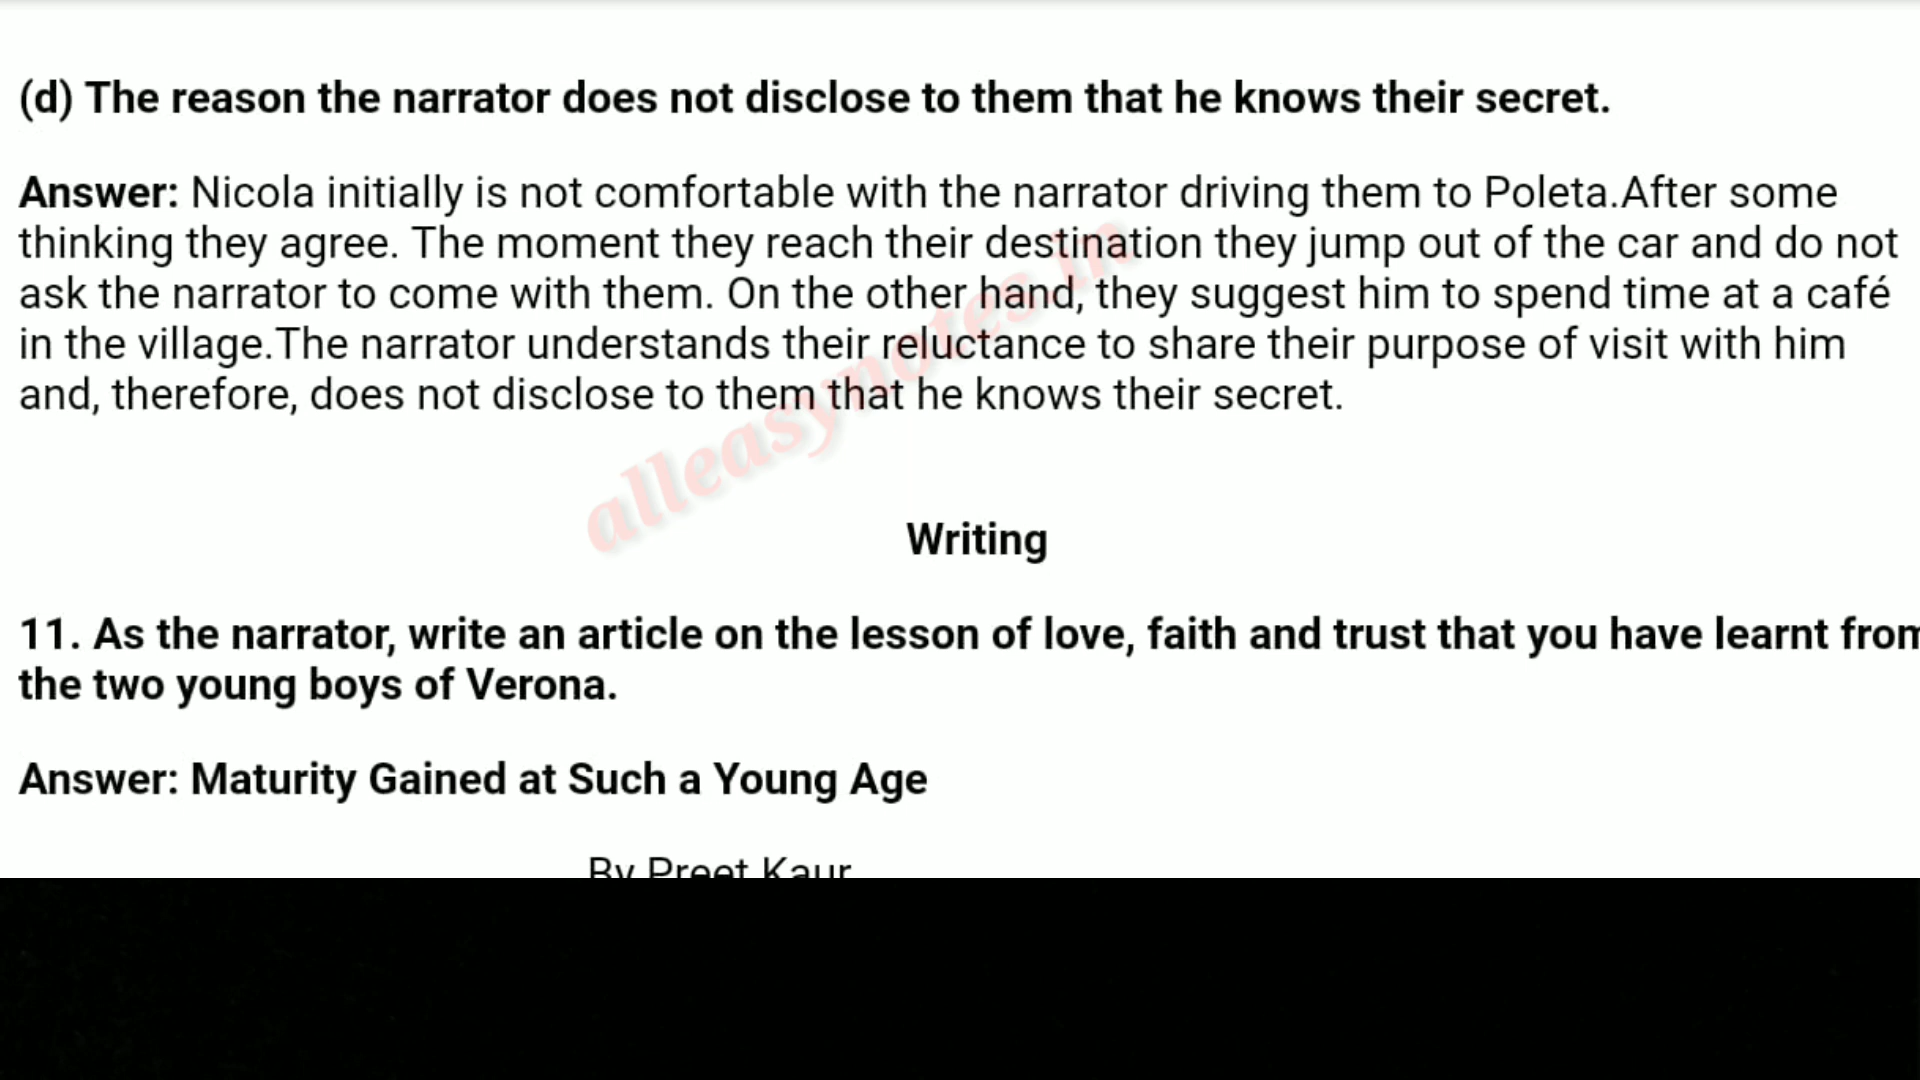 (d) The reason the narrator does not disclose to them that he knows their secret.
Answer: Nicola initially is not comfortable with the narrator driving them to Poleta.After some
thinking they agree. The moment they reach their destination they jump out of the car and do not
ask the narrator to come with them. On the other hand, they suggest him to spend time at a café
in the village.The narrator understands their reluctance to share their purpose of visit with him
and, therefore, does not disclose to them that he knows their secret.
alleasynotes.in
Writing
11. As the narrator, write an article on the lesson of love, faith and trust that you have learnt from
the two young boys of Verona.
Answer: Maturity Gained at Such a Young Age
By Preet Kaur